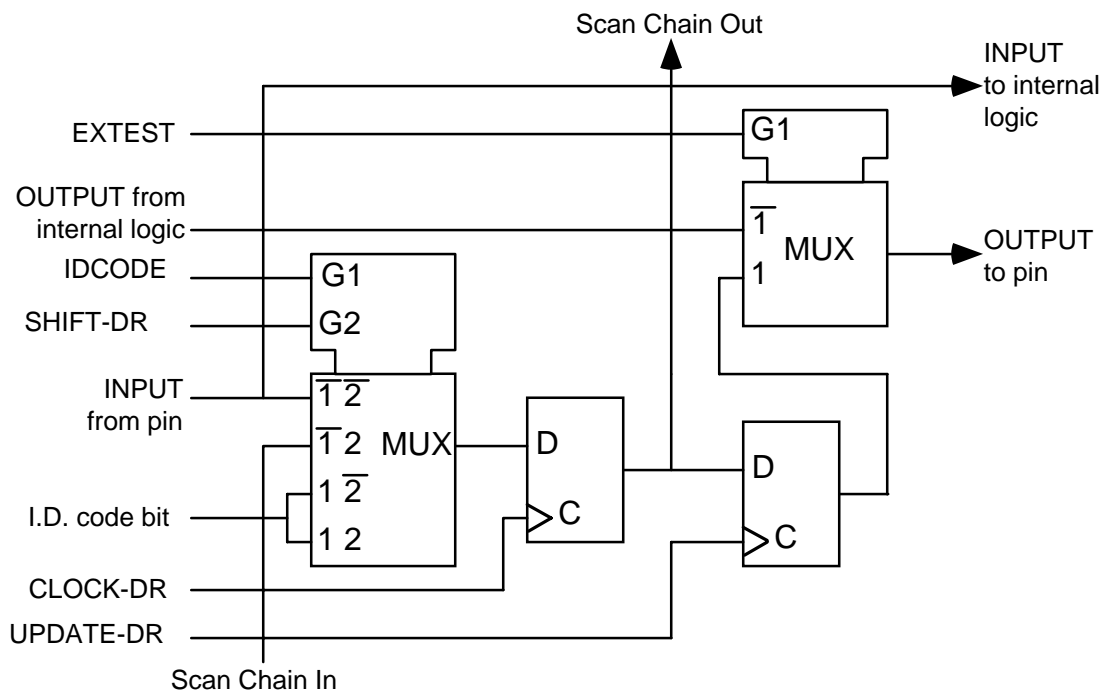 Scan Chain Out
INPUT
to internal
logic
EXTEST
G1
OUTPUT from
internal logic
1̅
MUX
1
OUTPUT
to pin
IDCODE
G1
SHIFT-DR
G2
INPUT
from pin
1̅ 2̅
1̅ 2
MUX
1 2̅
1 2
I.D. code bit
D
C
D
C
CLOCK-DR
UPDATE-DR
Scan Chain In